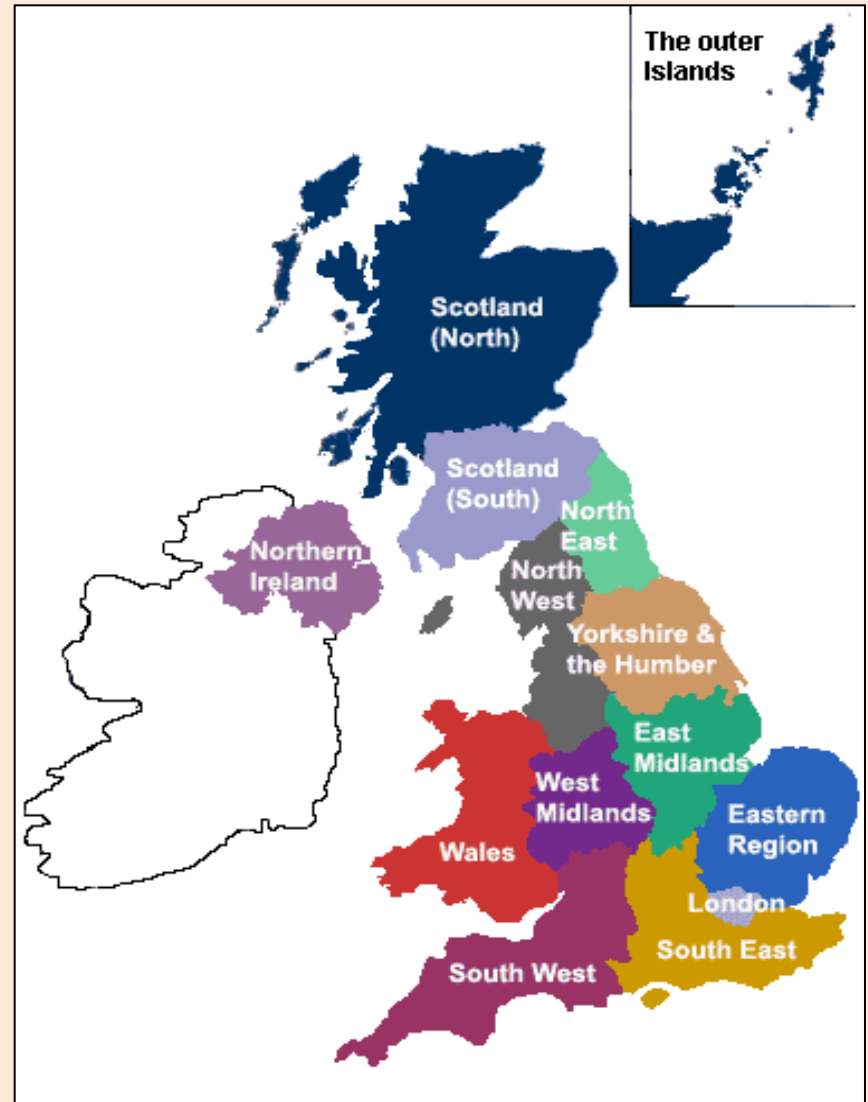 The outer
Islands
Scotland
(North)
Scotland
(South)
North
East
Northern
Ireland
North
West
Yorkshire &
the Humber
East
Midlands
West
Midlands
Eastern
Region
Wales
London
South East
South West